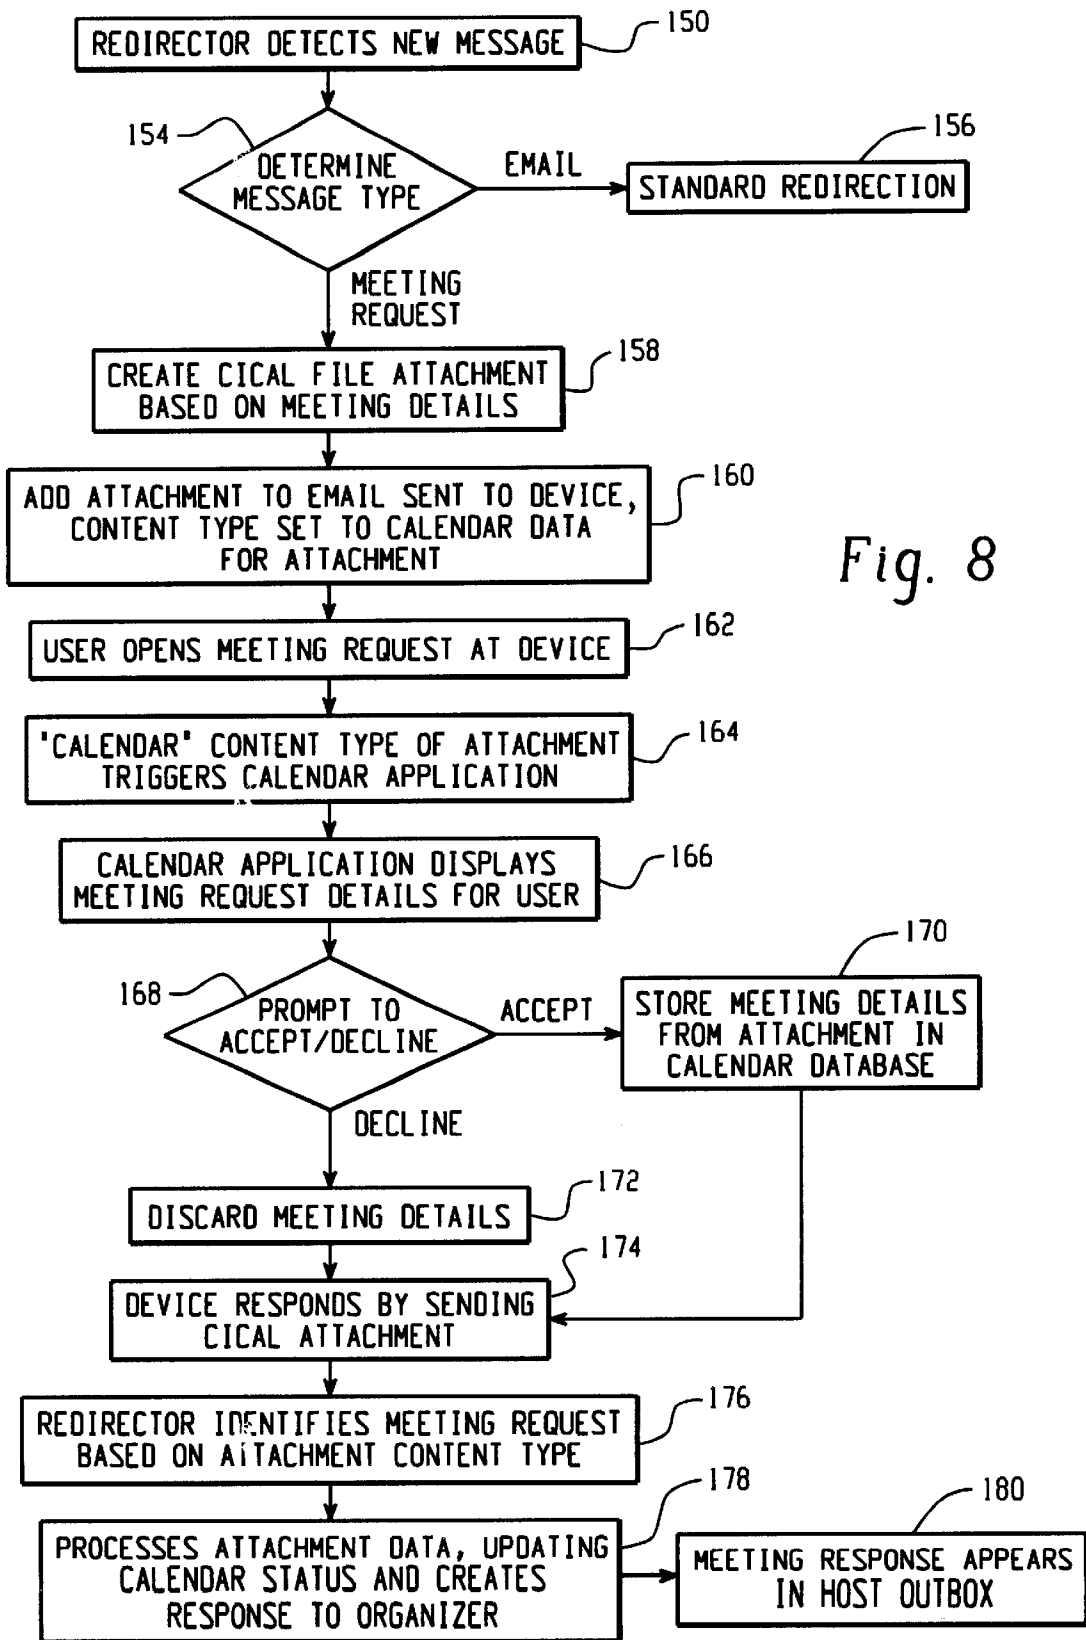 REDIRECTOR DETECTS NEW MESSAGE
150
154
DETERMINE
MESSAGE TYPE
EMAIL
156
STANDARD REDIRECTION
MEETING
REQUEST
158
CREATE CICAL FILE ATTACHMENT
BASED ON MEETING DETAILS
160
ADD ATTACHMENT TO EMAIL SENT TO DEVICE,
CONTENT TYPE SET TO CALENDAR DATA
FOR ATTACHMENT
Fig. 8
162
USER OPENS MEETING REQUEST AT DEVICE
164
"CALENDAR" CONTENT TYPE OF ATTACHMENT
TRIGGERS CALENDAR APPLICATION
166
CALENDAR APPLICATION DISPLAYS
MEETING REQUEST DETAILS FOR USER
168
PROMPT TO
ACCEPT/DECLINE
ACCEPT
170
STORE MEETING DETAILS
FROM ATTACHMENT IN
CALENDAR DATABASE
DECLINE
172
DISCARD MEETING DETAILS
174
DEVICE RESPONDS BY SENDING
CICAL ATTACHMENT
176
REDIRECTOR IDENTIFIES MEETING REQUEST
BASED ON ATTACHMENT CONTENT TYPE
178
PROCESSES ATTACHMENT DATA, UPDATING
CALENDAR STATUS AND CREATES
RESPONSE TO ORGANIZER
180
MEETING RESPONSE APPEARS
IN HOST OUTBOX